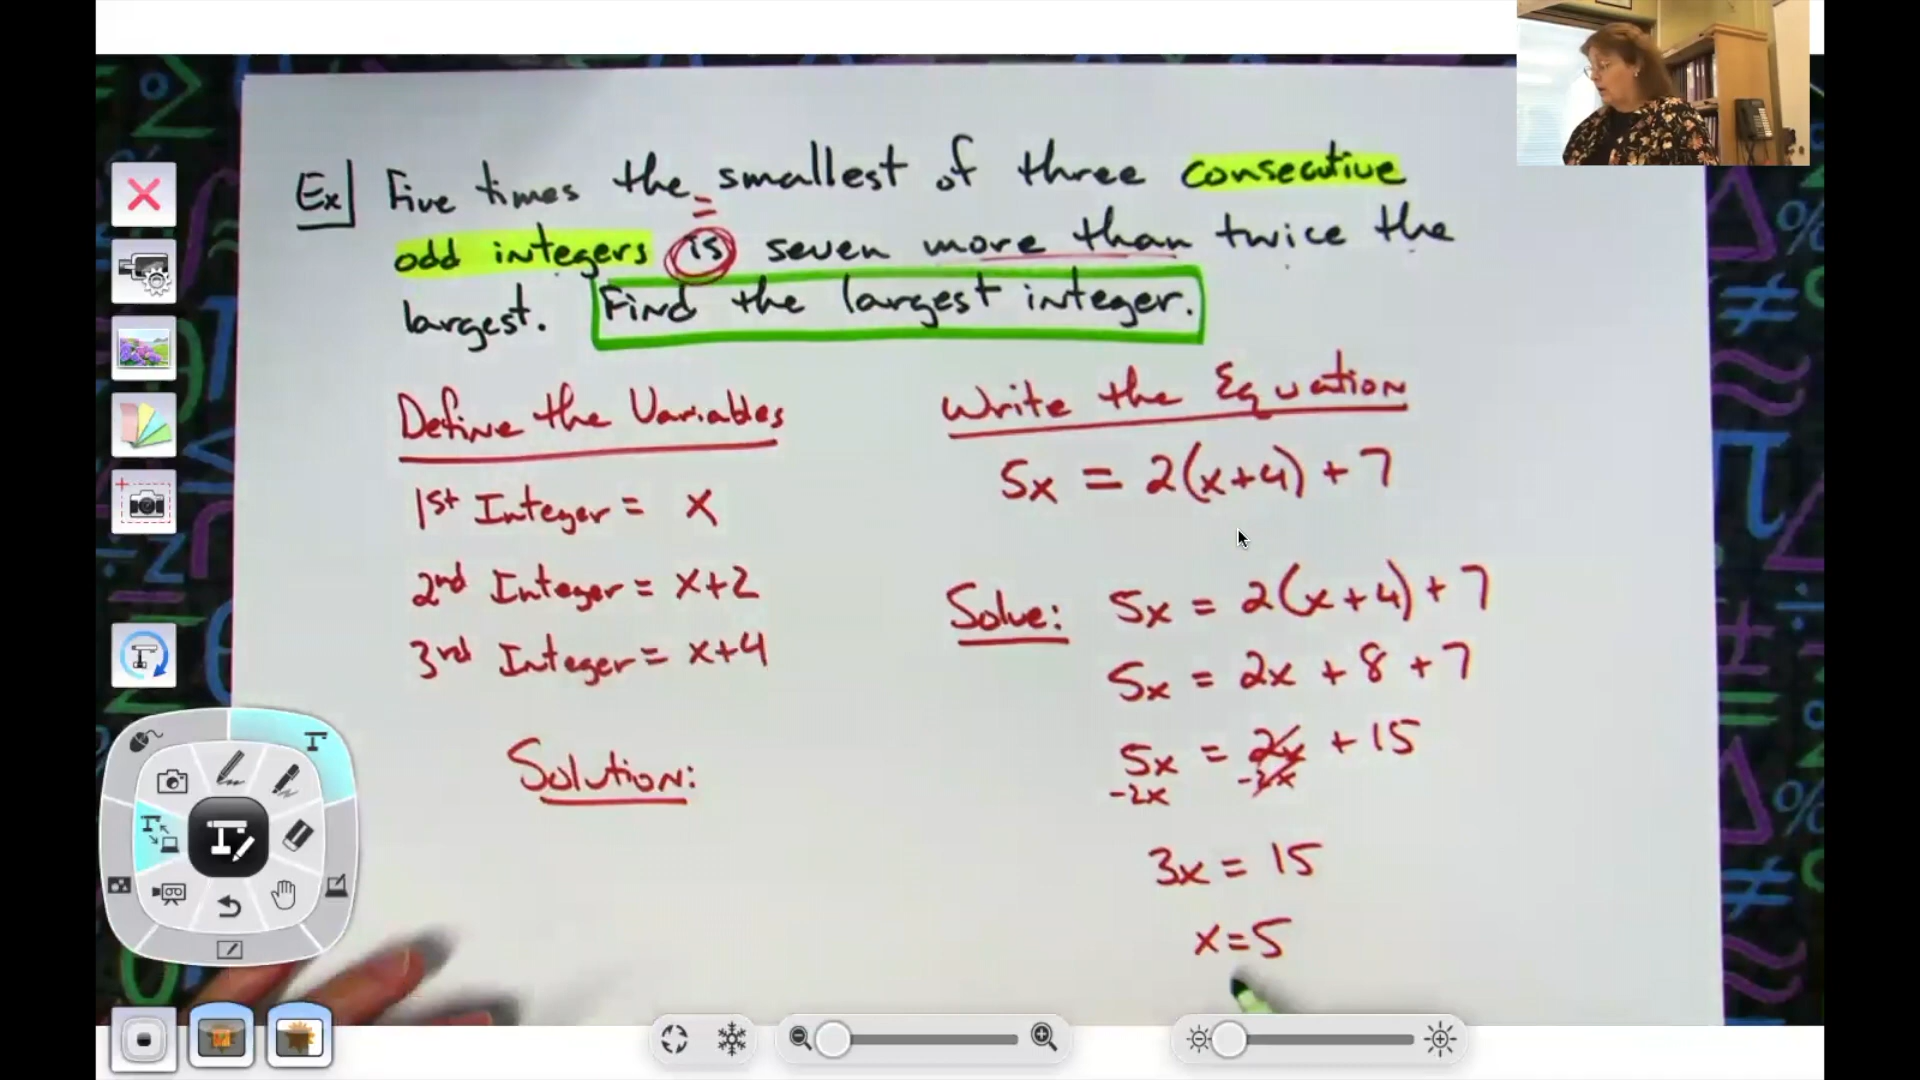 Ex Five times the smallest of three consecutive
=
odd integers is seven more than twice the
largest. Find the largest integer.
Define the Variables
1st Integer = x
2nd Integer = x+2
3rd Integer = x+4
Solution:
Write the Equation
5x = 2(x+4) + 7
Solve: 5x = 2(x+4) + 7
5x = 2x + 8 + 7
5x = 2x + 15
-2x -2x
3x = 15
x = 5